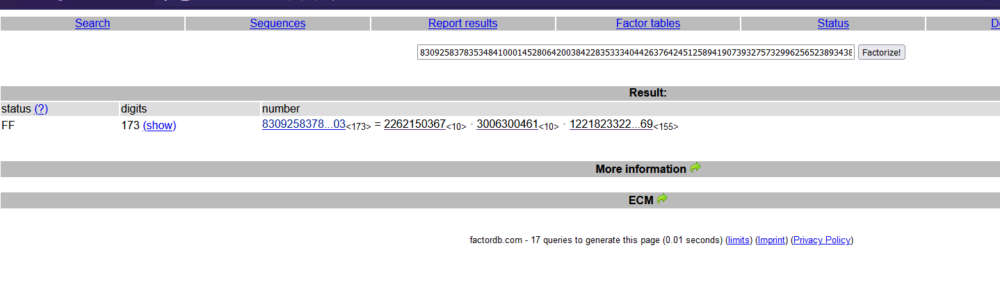 Search Sequences Report results Factor tables Status
83092583783534841000145280642003842283533340442637642451258941907393275732996256523893438 Factorize!
Result:
status (?) digits number
FF 173 (show) 8309258378...03<173> = 2262150367<10> · 3006300461<10> · 1221823322...69<155>
More information
ECM
factordb.com - 17 queries to generate this page (0.01 seconds) (limits) (Imprint) (Privacy Policy)